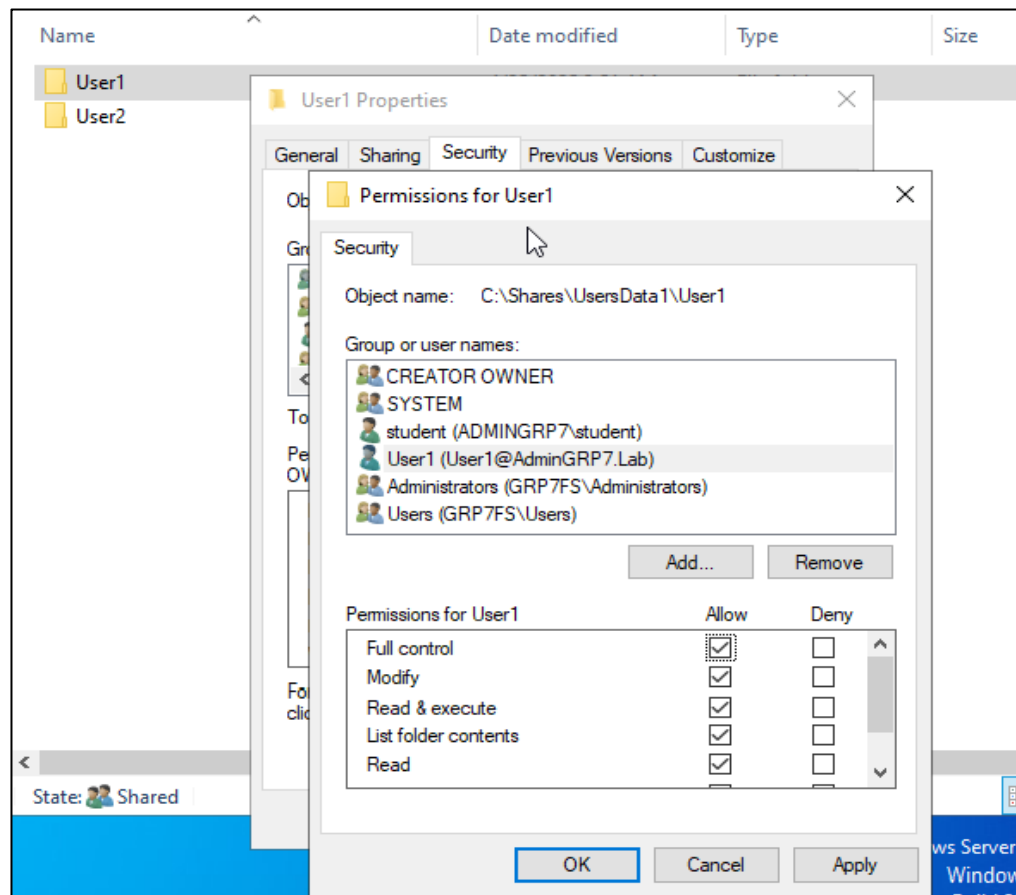 Name Date modified Type Size
User1
User2
User1 Properties
General Sharing Security Previous Versions Customize
Permissions for User1
Security
Object name: C:\Shares\UsersData1\User1
Group or user names:
CREATOR OWNER
SYSTEM
student (ADMINGRP7\student)
User1 (User1@AdminGRP7.Lab)
Administrators (GRP7FS\Administrators)
Users (GRP7FS\Users)
Add... Remove
Permissions for User1 Allow Deny
Full control
Modify
Read & execute
List folder contents
Read
State: Shared
OK Cancel Apply
ws Server
Window